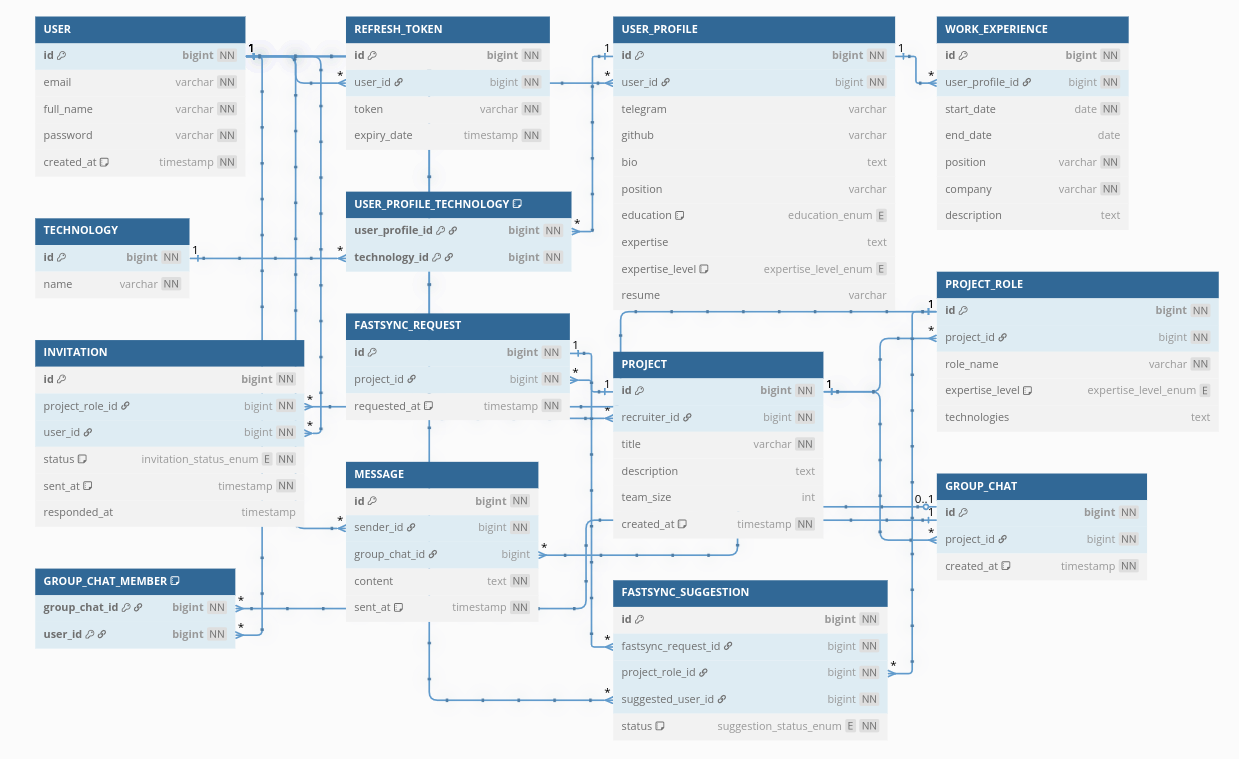 USER
id bigint NN
email varchar NN
full_name varchar NN
password varchar NN
created_at timestamp NN
1
REFRESH_TOKEN
id bigint NN
* user_id bigint NN
token varchar NN
expiry_date timestamp NN
USER_PROFILE
1 id bigint NN 1
* user_id bigint NN
telegram varchar
github varchar
bio text
position varchar
education education_enum E
expertise text
expertise_level expertise_level_enum E
resume varchar
WORK_EXPERIENCE
id bigint NN
* user_profile_id bigint NN
start_date date NN
end_date date
position varchar NN
company varchar NN
description text
USER_PROFILE_TECHNOLOGY
user_profile_id bigint NN *
* technology_id bigint NN
TECHNOLOGY
id bigint NN 1
name varchar NN
PROJECT_ROLE
1 id bigint NN
* project_id bigint NN
role_name varchar NN
expertise_level expertise_level_enum E
technologies text
FASTSYNC_REQUEST
id bigint NN 1
project_id bigint NN *
requested_at timestamp NN
INVITATION
id bigint NN
project_role_id bigint NN *
user_id bigint NN *
status invitation_status_enum E NN
sent_at timestamp NN
responded_at timestamp
PROJECT
1 id bigint NN 1
* recruiter_id bigint NN
title varchar NN
description text
team_size int
created_at timestamp NN
MESSAGE
id bigint NN
* sender_id bigint NN
group_chat_id bigint *
content text NN
sent_at timestamp NN
GROUP_CHAT
0..1
1 id bigint NN
* project_id bigint NN
created_at timestamp NN
GROUP_CHAT_MEMBER
group_chat_id bigint NN *
user_id bigint NN *
FASTSYNC_SUGGESTION
id bigint NN
* fastsync_request_id bigint NN
project_role_id bigint NN *
* suggested_user_id bigint NN
status suggestion_status_enum E NN